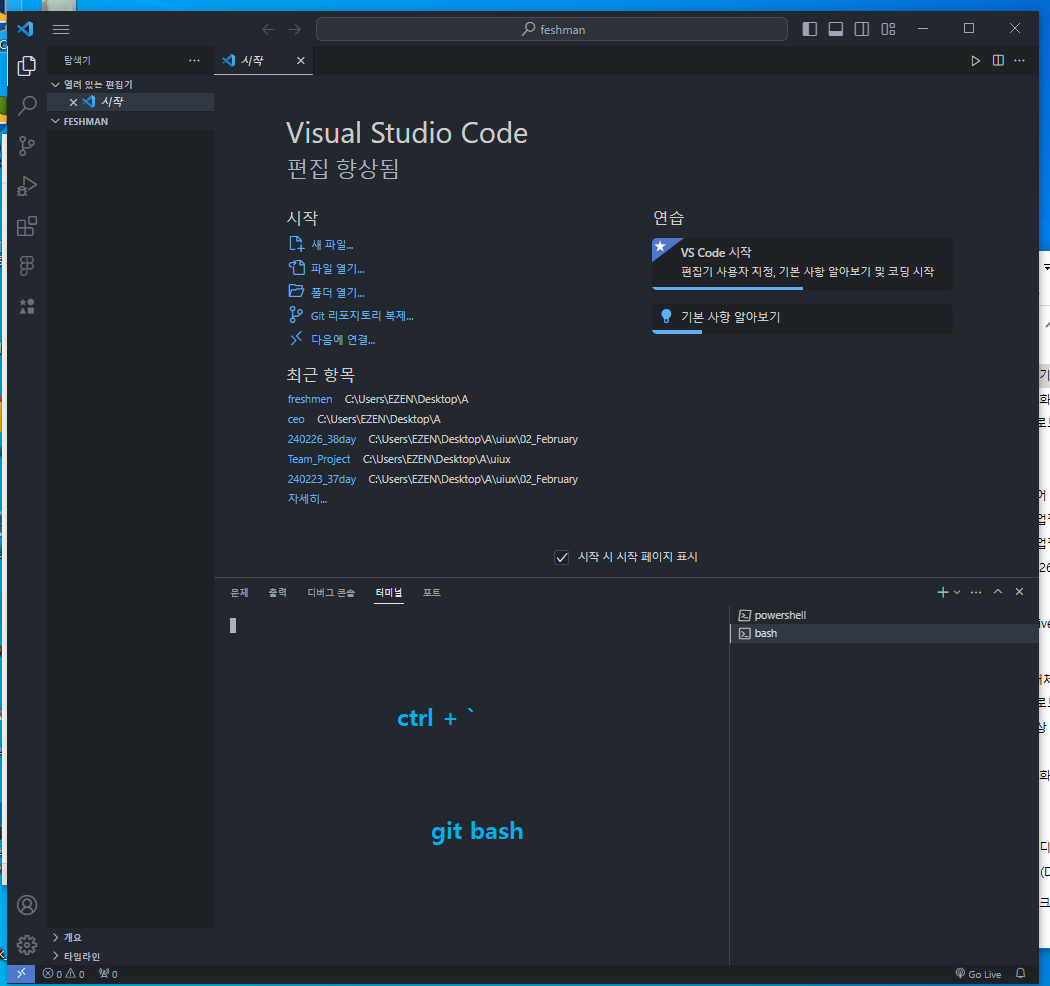 feshman
탐색기
시작
열려 있는 편집기
시작
FESHMAN
Visual Studio Code
편집 향상됨
시작
새 파일...
파일 열기...
폴더 열기...
Git 리포지토리 복제...
다음에 연결...
최근 항목
freshmen C:\Users\EZEN\Desktop\A
ceo C:\Users\EZEN\Desktop\A
240226_38day C:\Users\EZEN\Desktop\A\uiux\02_February
Team_Project C:\Users\EZEN\Desktop\A\uiux
240223_37day C:\Users\EZEN\Desktop\A\uiux\02_February
자세히...
연습
VS Code 시작
편집기 사용자 지정, 기본 사항 알아보기 및 코딩 시작
기본 사항 알아보기
시작 시 시작 페이지 표시
문제 출력 디버그 콘솔 터미널 포트
powershell
bash
ctrl + `
git bash
개요
타임라인
0 0 0
Go Live